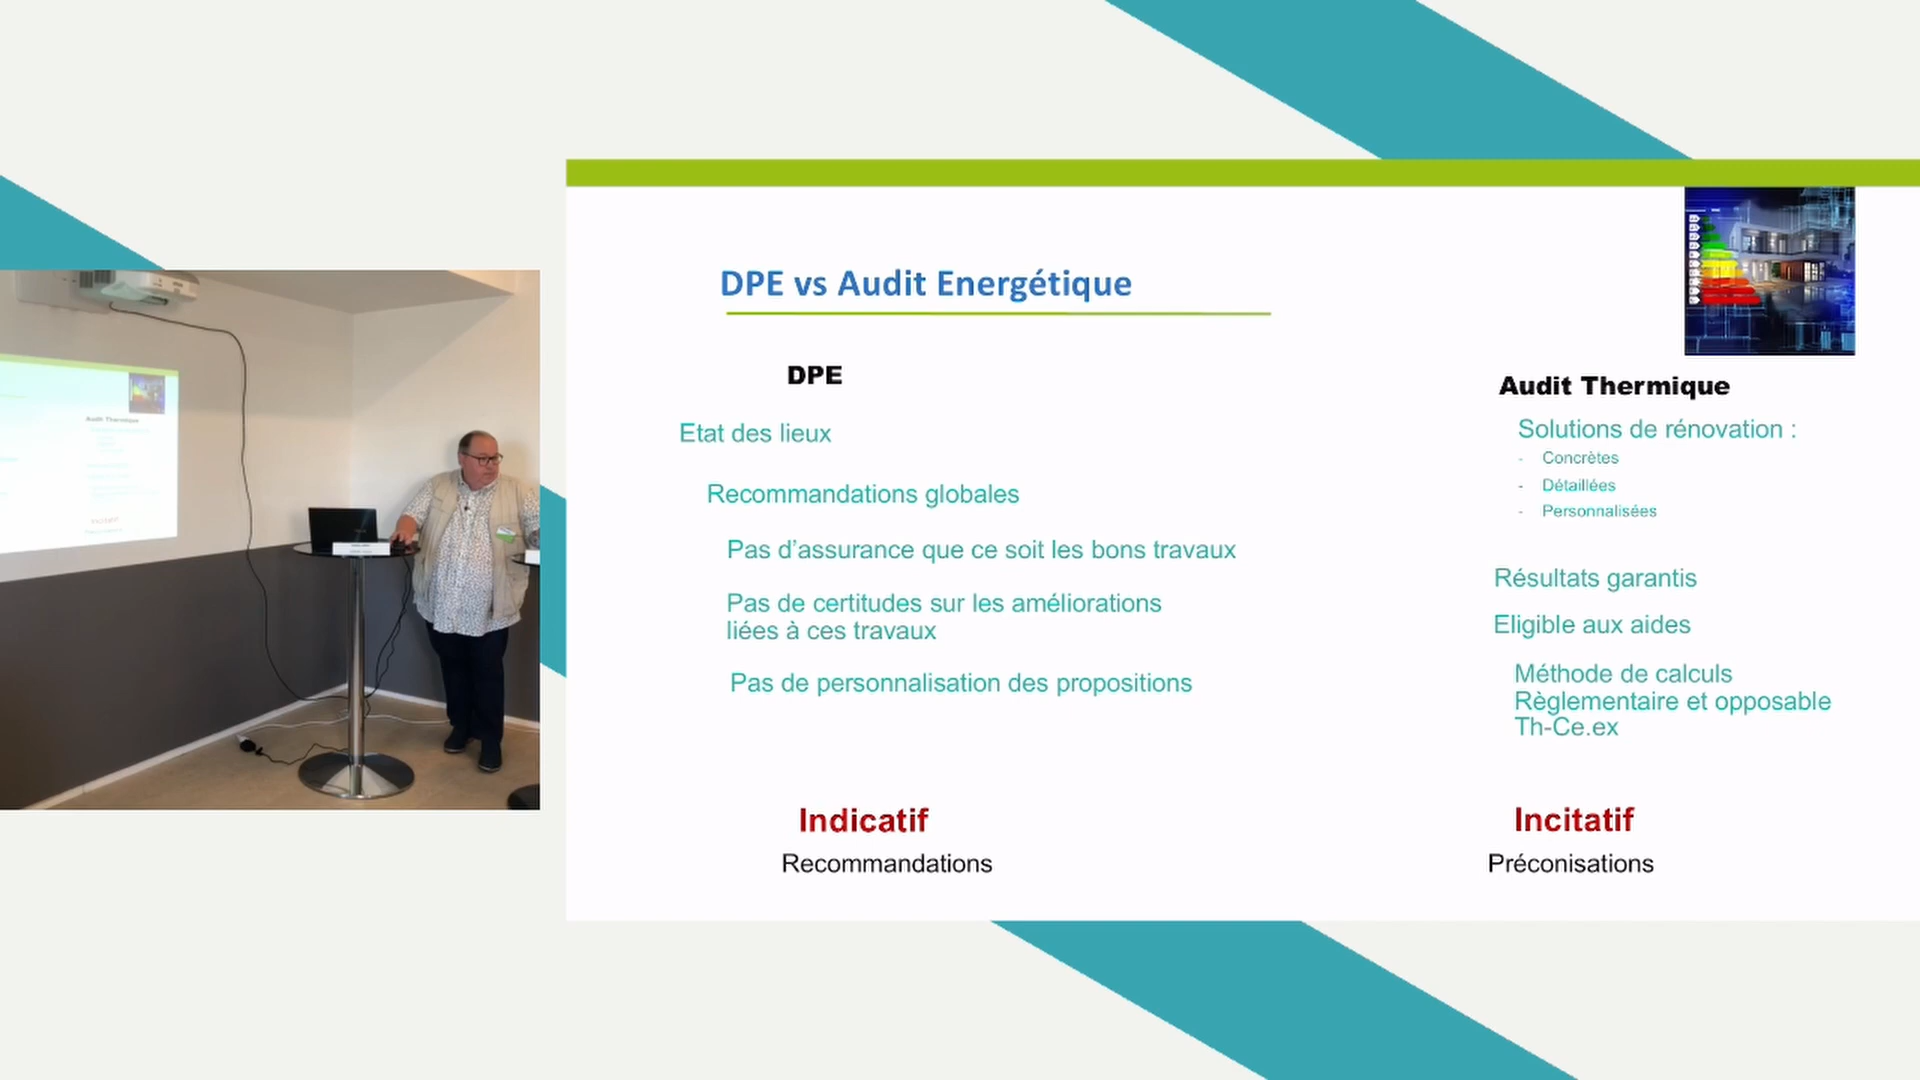 DPE vs Audit Energétique
DPE
Etat des lieux
Recommandations globales
Pas d’assurance que ce soit les bons travaux
Pas de certitudes sur les améliorations
liées à ces travaux
Pas de personnalisation des propositions
Indicatif
Recommandations
Audit Thermique
Solutions de rénovation :
- Concrètes
- Détaillées
- Personnalisées
Résultats garantis
Eligible aux aides
Méthode de calculs
Règlementaire et opposable
Th-Ce.ex
Incitatif
Préconisations
Audit Thermique